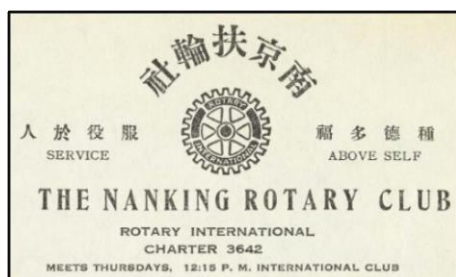 南京扶輪社
ROTARY
INTERNATIONAL
種德多福
服役於人
SERVICE
ABOVE SELF
THE NANKING ROTARY CLUB
ROTARY INTERNATIONAL
CHARTER 3642
MEETS THURSDAYS, 12:15 P. M. INTERNATIONAL CLUB